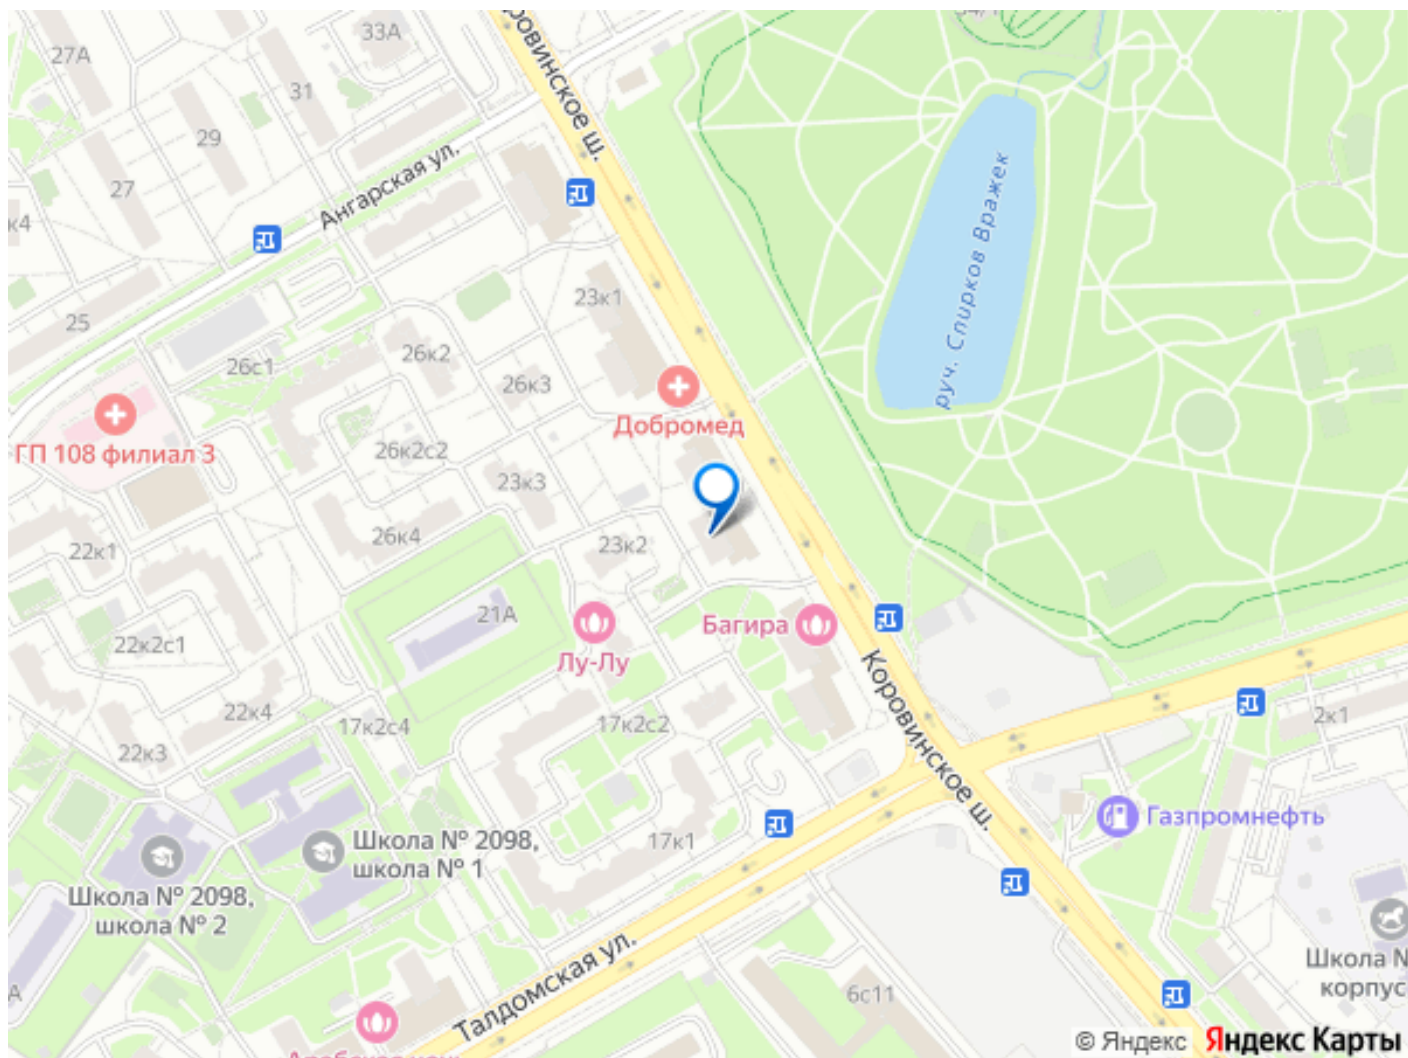 33А
27А
Коровинское ш.
31
29
27
Ангарская ул.
к4
руч. Спирков Вражек
23к1
25
26к2
26с1
26к3
Добромед
ГП 108 филиал 3
26к2с2
23к3
26к4
23к2
22к1
21А
Багира
22к2с1
Лу-Лу
Коровинское ш.
22к4
17к2с4
17к2с2
2к1
22к3
Газпромнефть
Школа № 2098,
школа № 1
17к1
Школа № 2098,
школа № 2
Талдомская ул.
Школа N
корпус
6с11
А
© Яндекс
Яндекс Карты